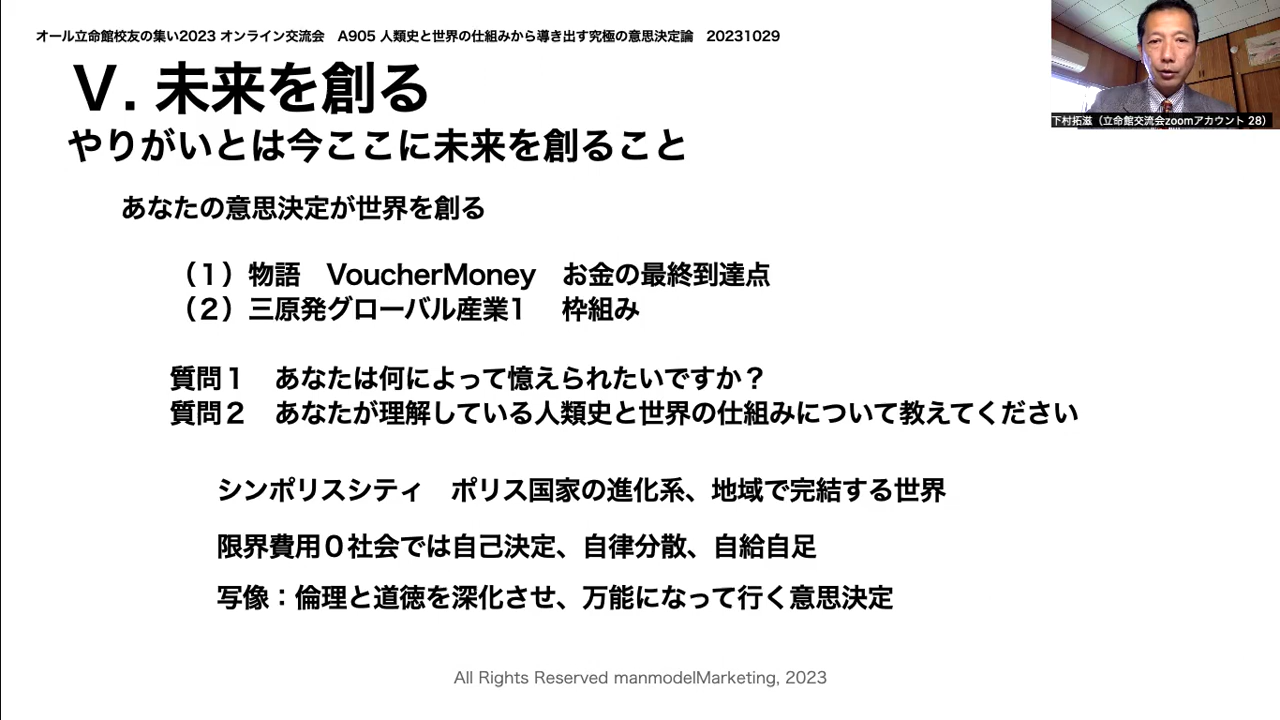 オール立命館校友の集い2023 オンライン交流会　A905 人類史と世界の仕組みから導き出す究極の意思決定論　20231029
Ⅴ. 未来を創る
やりがいとは今ここに未来を創ること
あなたの意思決定が世界を創る
（１）物語　VoucherMoney　お金の最終到達点
（２）三原発グローバル産業1　枠組み
質問１　あなたは何によって憶えられたいですか？
質問２　あなたが理解している人類史と世界の仕組みについて教えてください
シンポリスシティ　ポリス国家の進化系、地域で完結する世界
限界費用０社会では自己決定、自律分散、自給自足
写像：倫理と道徳を深化させ、万能になって行く意思決定
All Rights Reserved manmodelMarketing, 2023
下村拓滋（立命館交流会zoomアカウント 28）